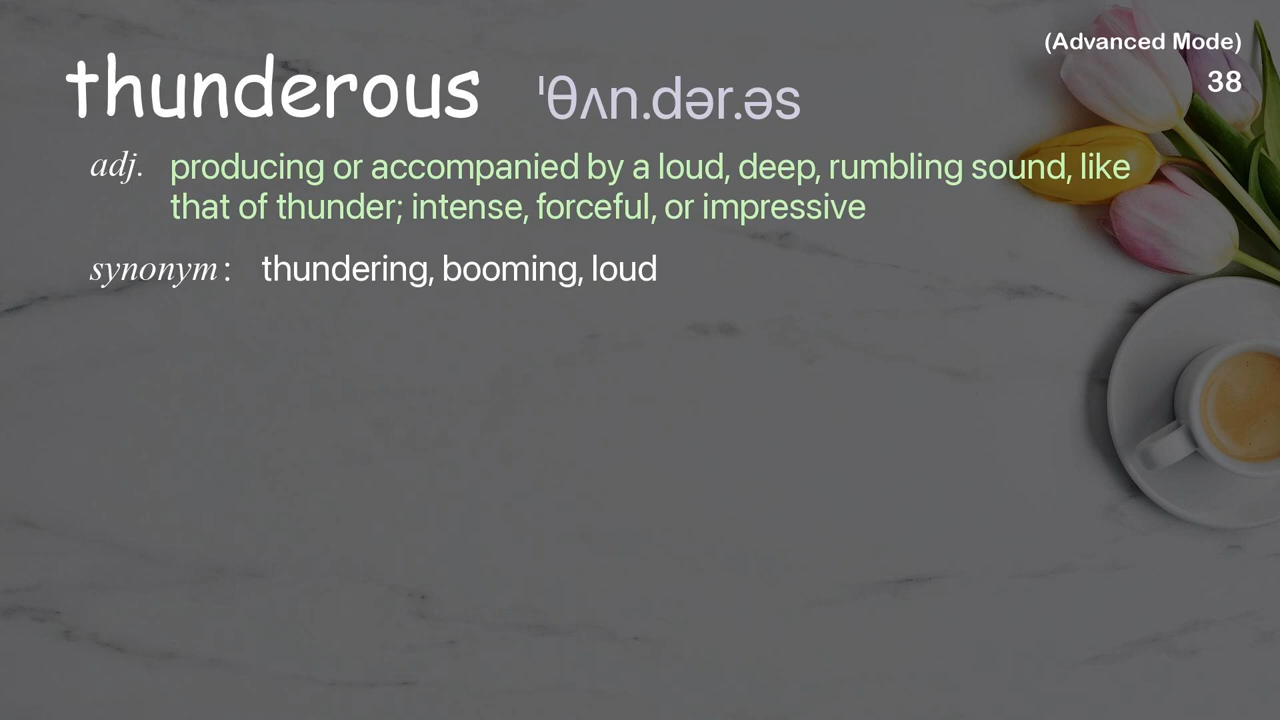 (Advanced Mode)
38
thunderous ˈθʌn.dər.əs
adj. producing or accompanied by a loud, deep, rumbling sound, like
that of thunder; intense, forceful, or impressive
synonym : thundering, booming, loud